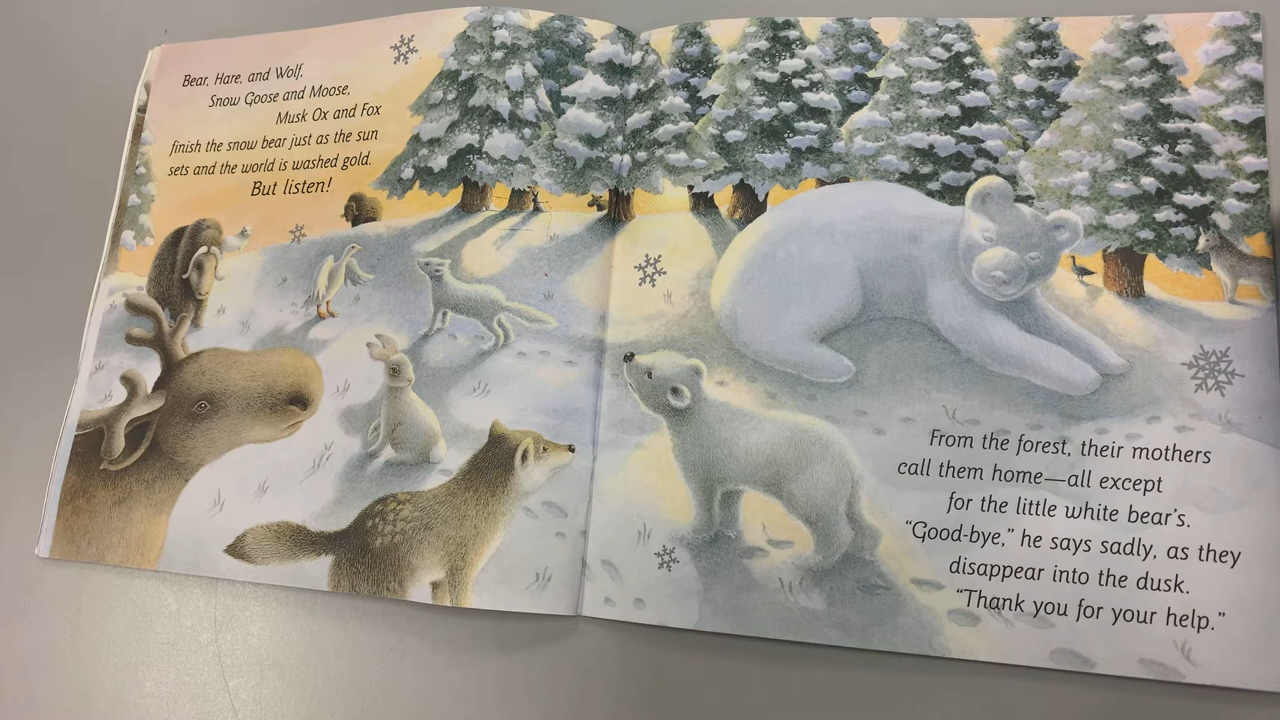 Bear, Hare, and Wolf,
Snow Goose and Moose,
Musk Ox and Fox
finish the snow bear just as the sun
sets and the world is washed gold.
But listen!
From the forest, their mothers
call them home—all except
for the little white bear’s.
“Good-bye,” he says sadly, as they
disappear into the dusk.
“Thank you for your help.”